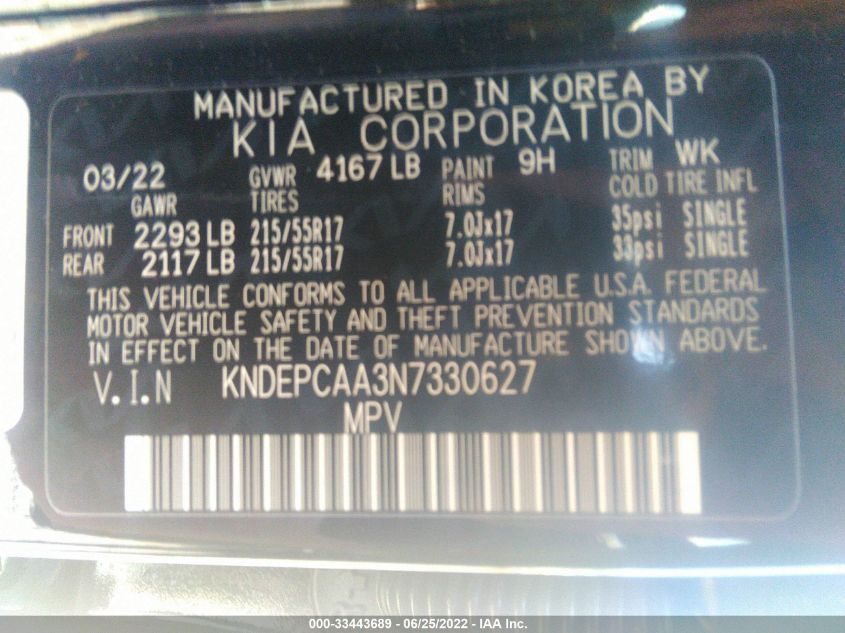 MANUFACTURED IN KOREA BY
KIA CORPORATION
03/22 GVWR 4167 LB PAINT 9H TRIM WK
GAWR TIRES RIMS COLD TIRE INFL
FRONT 2293 LB 215/55R17 7.0Jx17 35psi SINGLE
REAR 2117 LB 215/55R17 7.0Jx17 33psi SINGLE
THIS VEHICLE CONFORMS TO ALL APPLICABLE U.S.A. FEDERAL
MOTOR VEHICLE SAFETY AND THEFT PREVENTION STANDARDS
IN EFFECT ON THE DATE OF MANUFACTURE SHOWN ABOVE.
V.I.N KNDEPCAA3N7330627
MPV
000-33443689 - 06/25/2022 - IAA Inc.